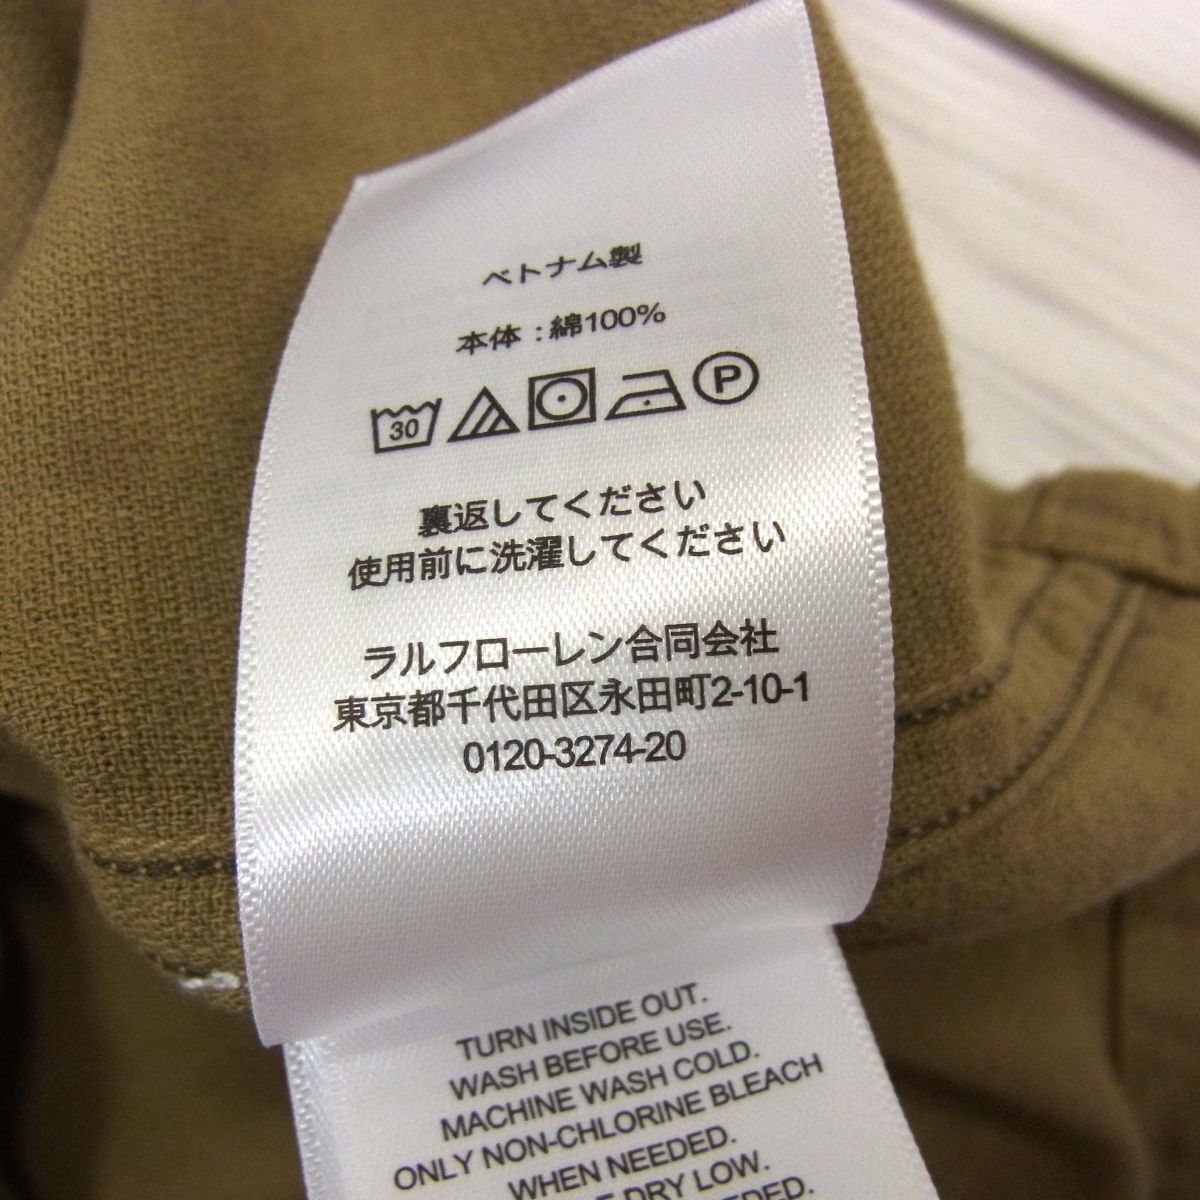 ベトナム製
本体：綿100%
30 P
裏返してください
使用前に洗濯してください
ラルフローレン合同会社
東京都千代田区永田町2-10-1
0120-3274-20
TURN INSIDE OUT.
WASH BEFORE USE.
MACHINE WASH COLD.
ONLY NON-CHLORINE BLEACH
WHEN NEEDED.
DRY LOW.